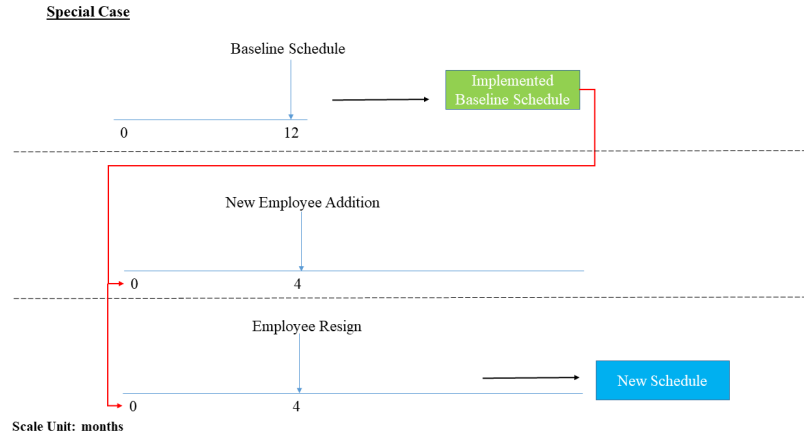 Special Case
Baseline Schedule
Implemented
Baseline Schedule
0
12
New Employee Addition
0
4
Employee Resign
New Schedule
0
4
Scale Unit: months